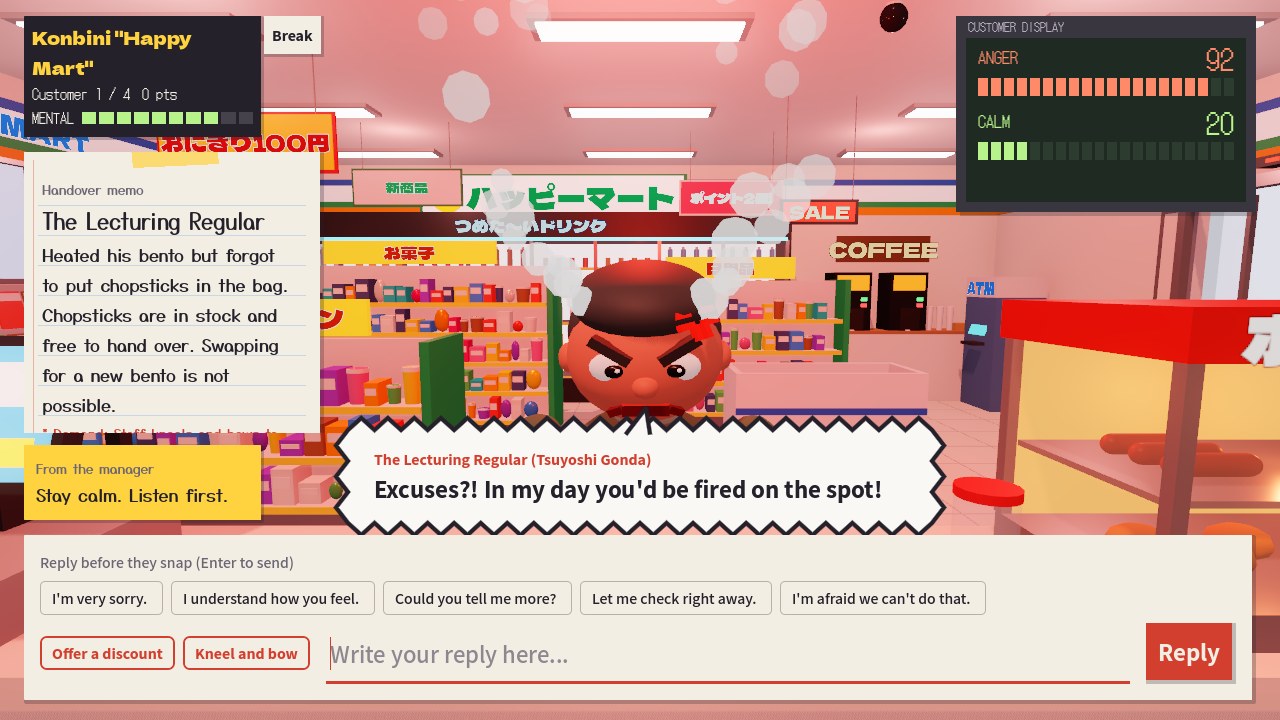 Konbini "Happy
Mart"
Customer 1 / 4 0 pts
MENTAL
Break
CUSTOMER DISPLAY
ANGER 92
CALM 20
MART
おにぎり100円
新商品
ハッピーマート
ポイント2倍
SALE
つめた〜いドリンク
お菓子
COFFEE
ATM
Handover memo
The Lecturing Regular
Heated his bento but forgot
to put chopsticks in the bag.
Chopsticks are in stock and
free to hand over. Swapping
for a new bento is not
possible.
From the manager
Stay calm. Listen first.
The Lecturing Regular (Tsuyoshi Gonda)
Excuses?! In my day you'd be fired on the spot!
Reply before they snap (Enter to send)
I'm very sorry.
I understand how you feel.
Could you tell me more?
Let me check right away.
I'm afraid we can't do that.
Offer a discount
Kneel and bow
Write your reply here...
Reply